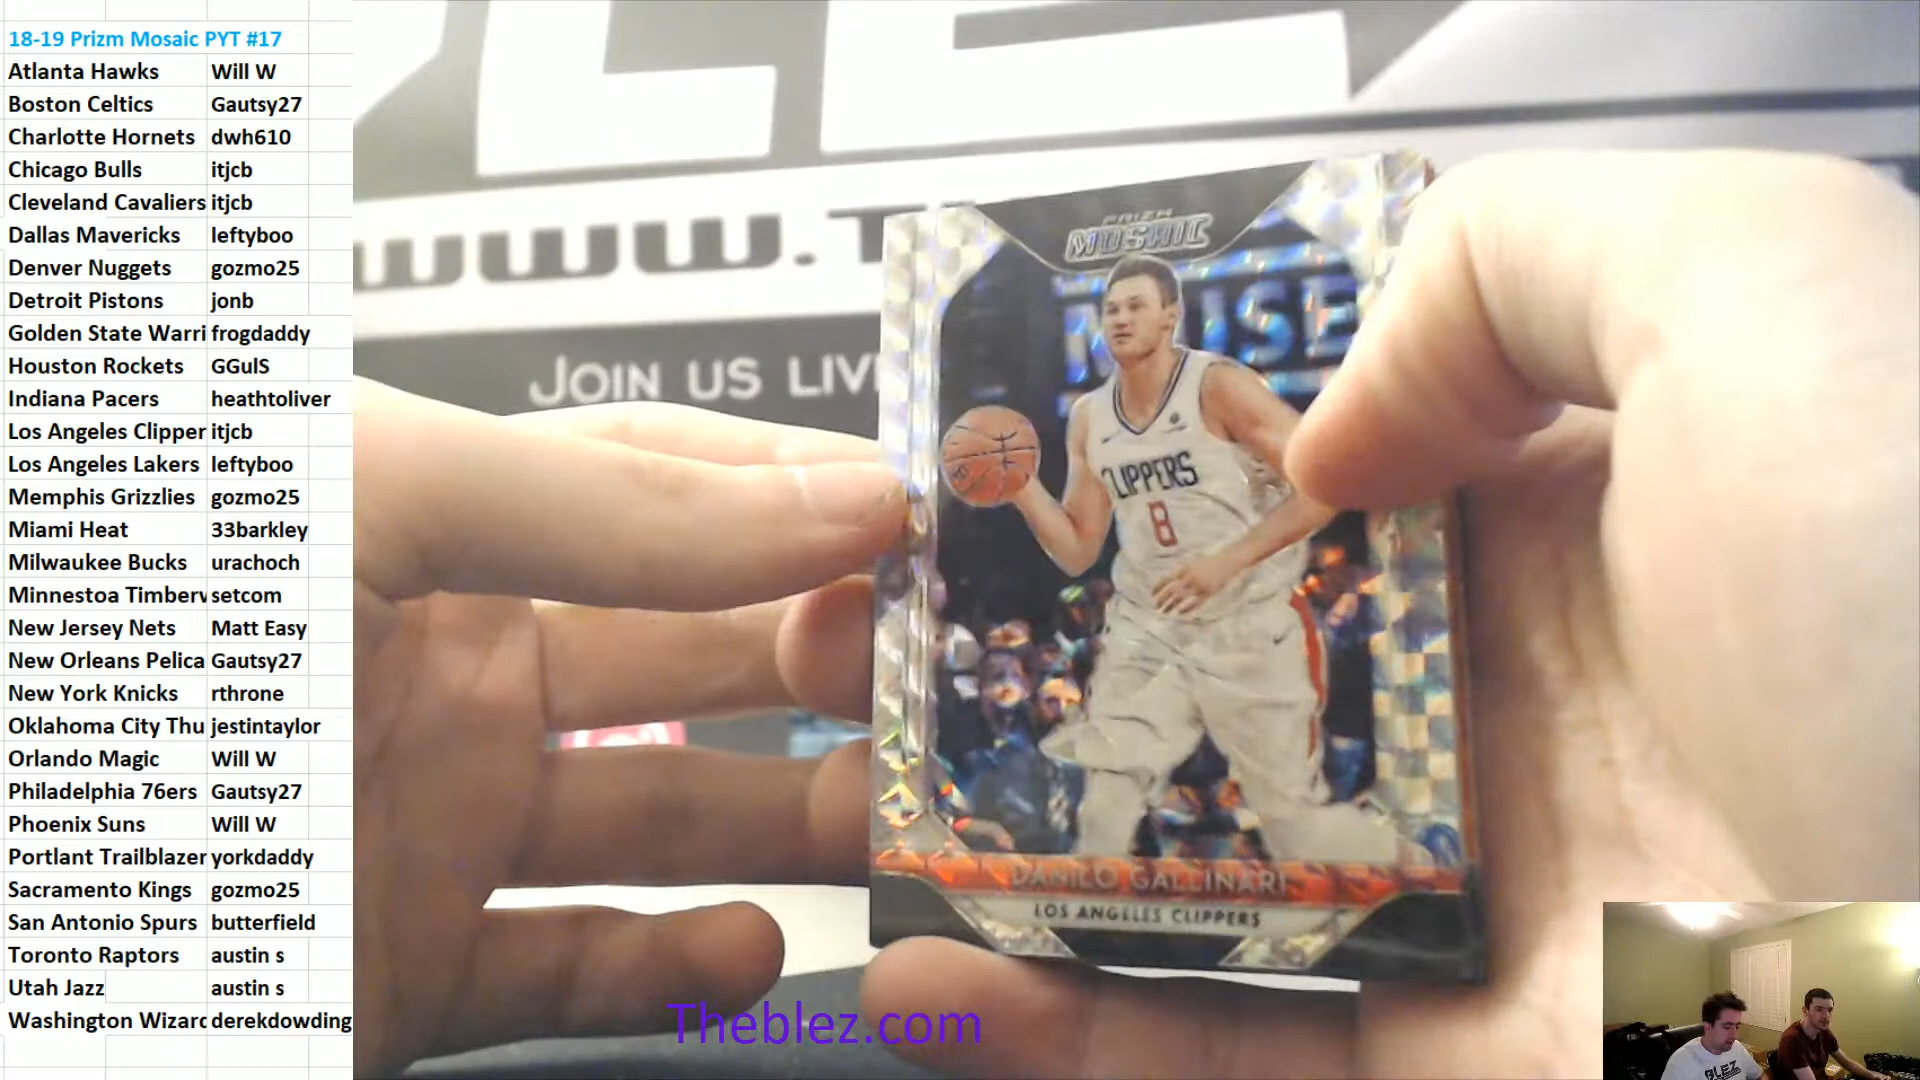 18-19 Prizm Mosaic PYT #17
Atlanta Hawks Will W
Boston Celtics Gautsy27
Charlotte Hornets dwh610
Chicago Bulls itjcb
Cleveland Cavaliers itjcb
Dallas Mavericks leftyboo
Denver Nuggets gozmo25
Detroit Pistons jonb
Golden State Warri frogdaddy
Houston Rockets GGulS
Indiana Pacers heathtoliver
Los Angeles Clipper itjcb
Los Angeles Lakers leftyboo
Memphis Grizzlies gozmo25
Miami Heat 33barkley
Milwaukee Bucks urachoch
Minnestoa Timberv setcom
New Jersey Nets Matt Easy
New Orleans Pelica Gautsy27
New York Knicks rthrone
Oklahoma City Thu jestintaylor
Orlando Magic Will W
Philadelphia 76ers Gautsy27
Phoenix Suns Will W
Portlant Trailblazer yorkdaddy
Sacramento Kings gozmo25
San Antonio Spurs butterfield
Toronto Raptors austin s
Utah Jazz austin s
Washington Wizard derekdowding
LEZ
WWW.T
JOIN US LIV
PRIZM
MOSAIC
CLIPPERS
8
DANILO GALLINARI
LOS ANGELES CLIPPERS
Theblez.com
BLEZ